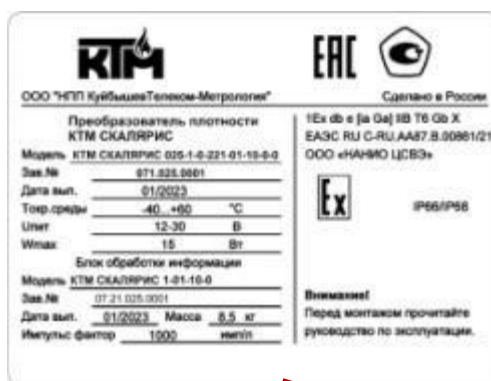 КТМ
ЕАС
ООО "НПП КуйбышевТелеком-Метрология"
Сделано в России
Преобразователь плотности
КТМ СКАЛЯРИС
Модель КТМ СКАЛЯРИС 025-1-0-221-01-10-0-0
Зав.№ 071.025.0001
Дата вып. 01/2023
Токр.среды -40...+60 °С
Uпит 12-30 В
Wmax 15 Вт
Блок обработки информации
Модель КТМ СКАЛЯРИС 1-01-10-0
Зав.№ 07.21.025.0001
Дата вып. 01/2023 Масса 8,5 кг
Импульс фактор 1000 имп/л
1Ex db e [ia Ga] IIB T6 Gb X
ЕАЭС RU C-RU.АА87.В.00861/21
ООО «НАНИО ЦСВЭ»
Ex
IP66/IP68
Внимание!
Перед монтажом прочитайте
руководство по эксплуатации.